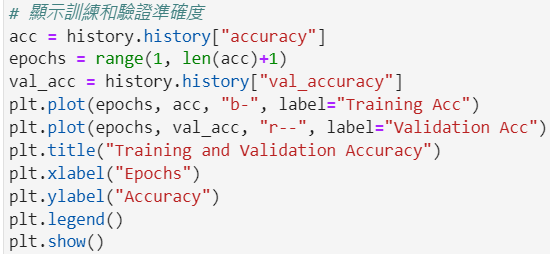 # 顯示訓練和驗證準確度
acc = history.history["accuracy"]
epochs = range(1, len(acc)+1)
val_acc = history.history["val_accuracy"]
plt.plot(epochs, acc, "b-", label="Training Acc")
plt.plot(epochs, val_acc, "r--", label="Validation Acc")
plt.title("Training and Validation Accuracy")
plt.xlabel("Epochs")
plt.ylabel("Accuracy")
plt.legend()
plt.show()